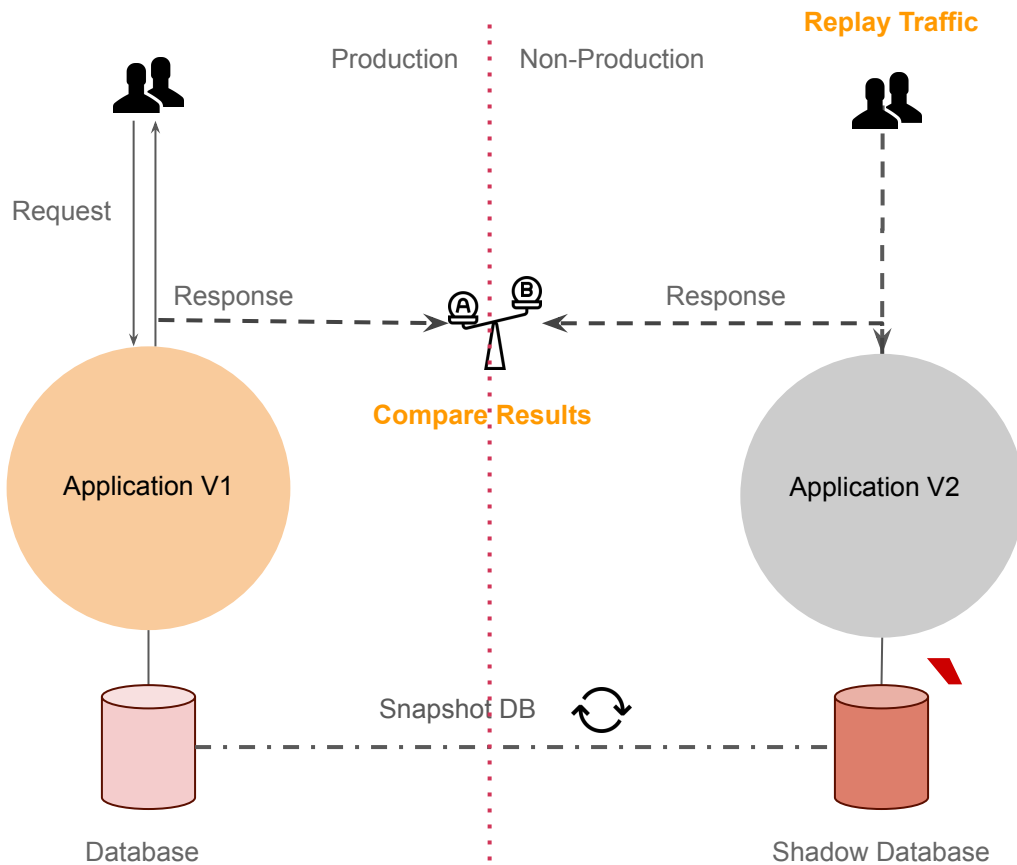 Replay Traffic
Production
Non-Production
Request
Response
A
B
Response
Compare Results
Application V1
Application V2
Snapshot DB
Database
Shadow Database